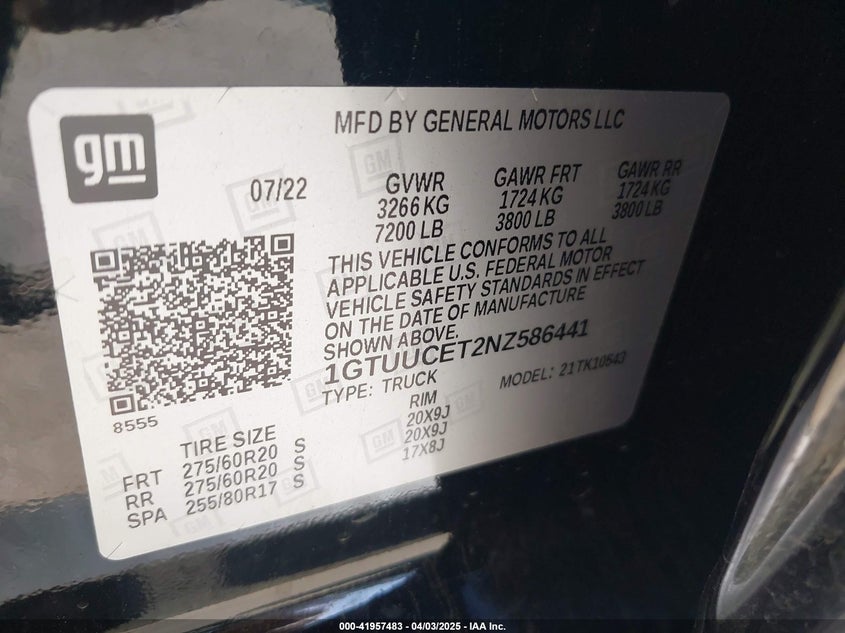 gm
MFD BY GENERAL MOTORS LLC
07/22
GVWR
3266 KG
7200 LB
GAWR FRT
1724 KG
3800 LB
GAWR RR
1724 KG
3800 LB
THIS VEHICLE CONFORMS TO ALL
APPLICABLE U.S. FEDERAL MOTOR
VEHICLE SAFETY STANDARDS IN EFFECT
ON THE DATE OF MANUFACTURE
SHOWN ABOVE.
1GTUUCET2NZ586441
TYPE: TRUCK MODEL: 21TK10543
8555
TIRE SIZE RIM
FRT 275/60R20 S 20X9J
RR 275/60R20 S 20X9J
SPA 255/80R17 S 17X8J
000-41957483 - 04/03/2025 - IAA Inc.